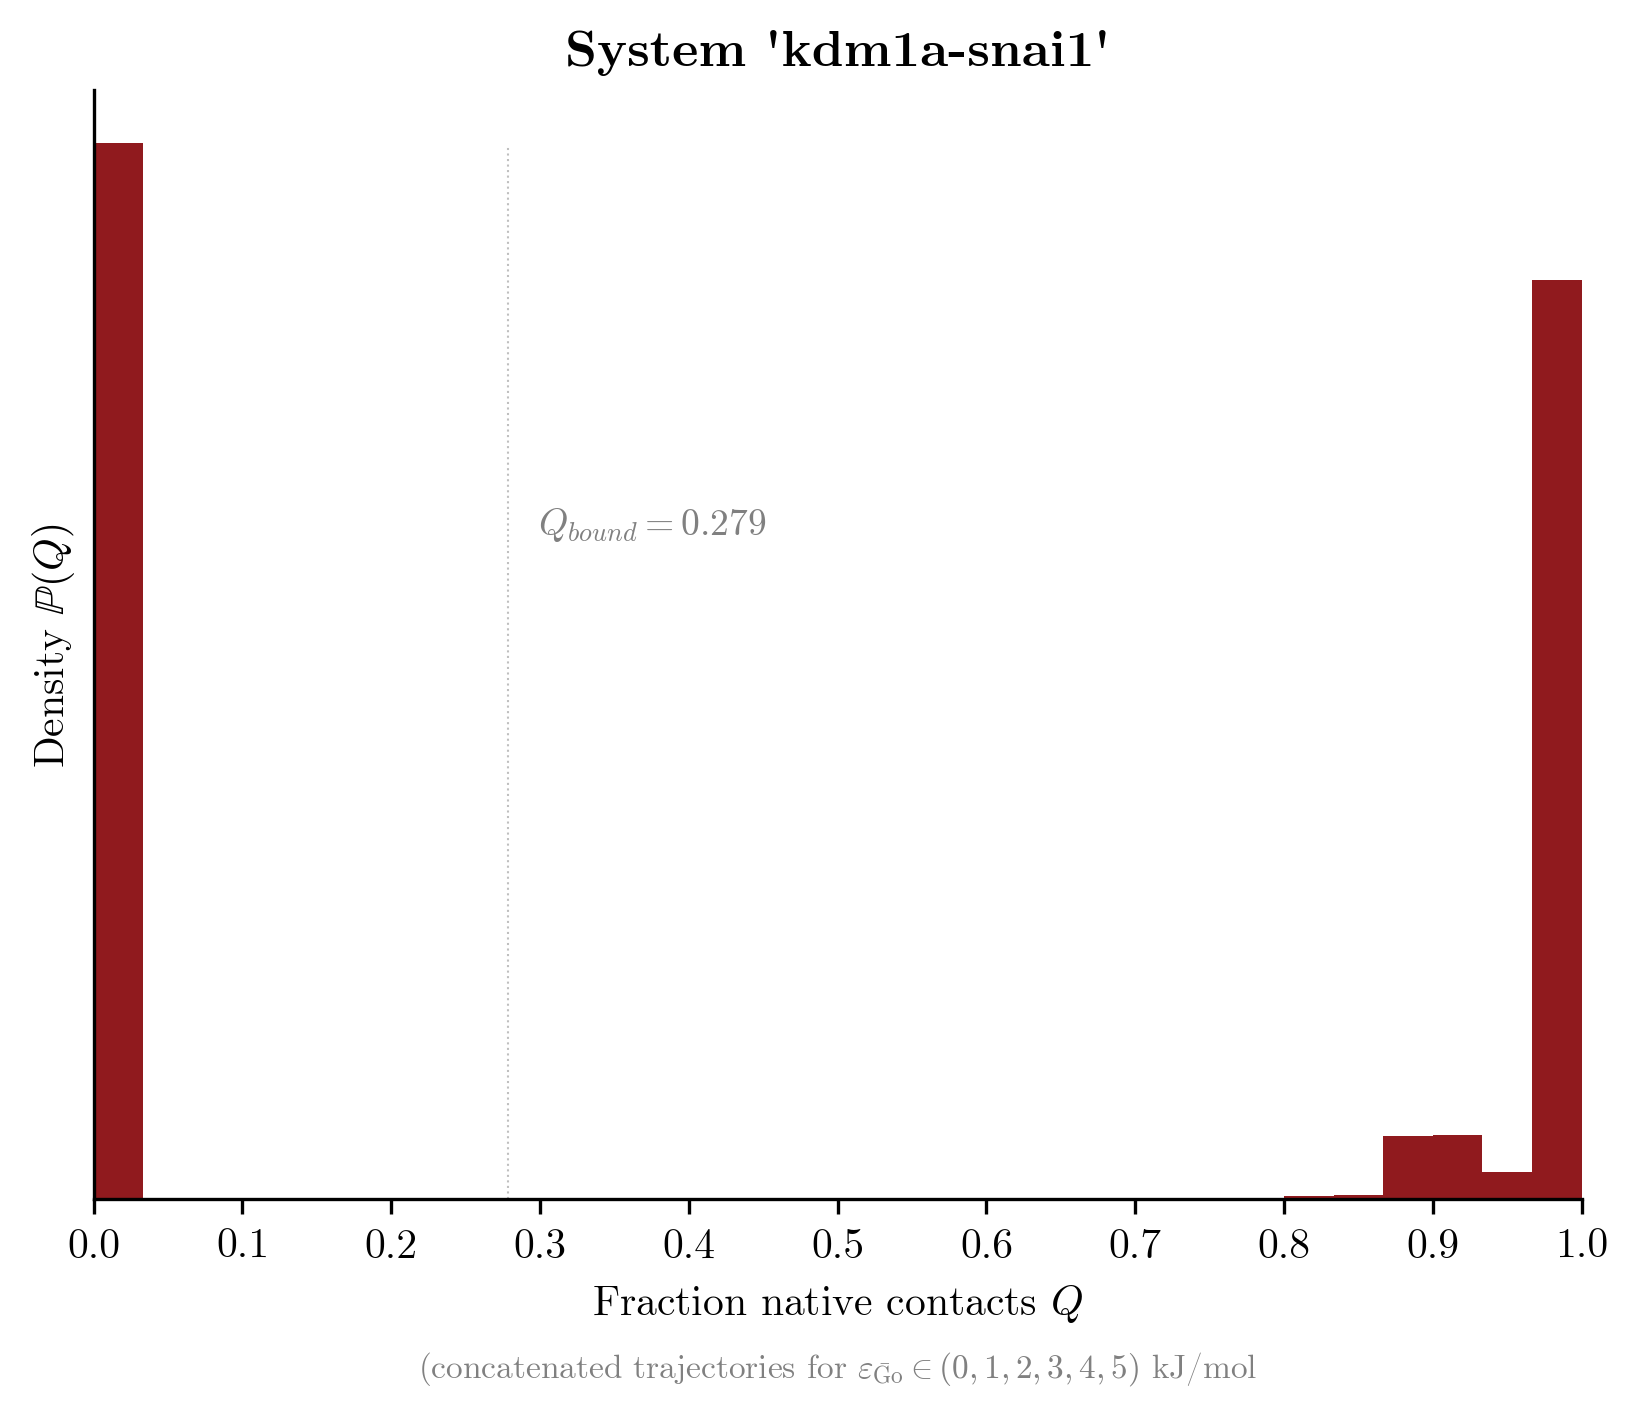 System 'kdm1a-snai1'
Density ℙ(Q)
Q_bound = 0.279
0.0 0.1 0.2 0.3 0.4 0.5 0.6 0.7 0.8 0.9 1.0
Fraction native contacts Q
(concatenated trajectories for ε_Ḡo ∈ (0, 1, 2, 3, 4, 5) kJ/mol